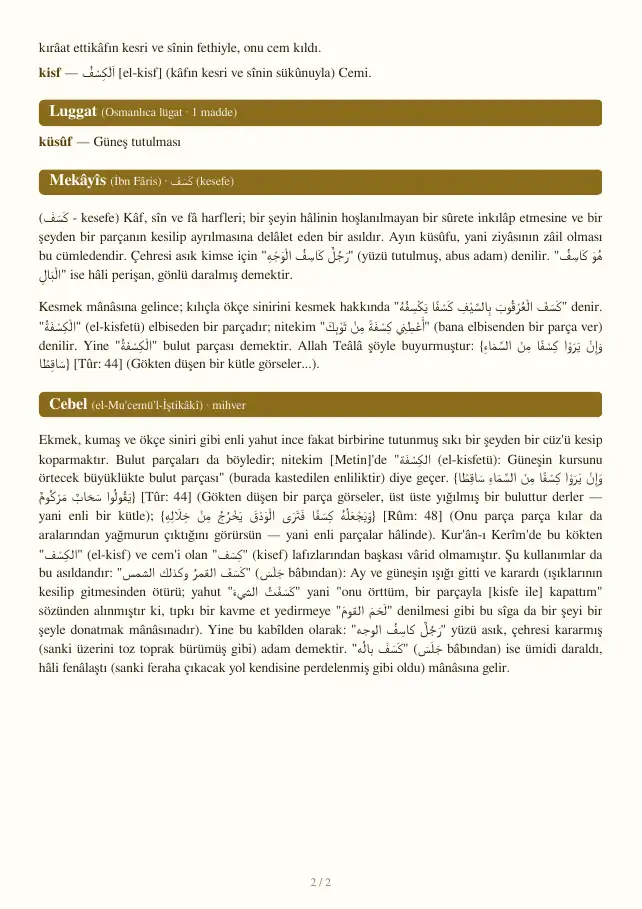 kırâat ettikâfın kesri ve sînin fethiyle, onu cem kıldı.
kisf — اَلْكِسْفُ [el-kisf] (kâfın kesri ve sînin sükûnuyla) Cemi.
Luggat (Osmanlıca lügat · 1 madde)
küsûf — Güneş tutulması
Mekâyîs (İbn Fâris) · كَسَفَ (kesefe)
(كَسَفَ - kesefe) Kâf, sîn ve fâ harfleri; bir şeyin hâlinin hoşlanılmayan bir sûrete inkılâp etmesine ve bir
şeyden bir parçanın kesilip ayrılmasına delâlet eden bir asıldır. Ayın küsûfu, yani ziyâsının zâil olması
bu cümledendir. Çehresi asık kimse için "رَجُلٌ كَاسِفُ الْوَجْهِ" (yüzü tutulmuş, abus adam) denilir. "هُوَ كَاسِفُ
الْبَالِ" ise hâli perişan, gönlü daralmış demektir.
Kesmek mânâsına gelince; kılıçla ökçe sinirini kesmek hakkında "كَسَفَ الْعُرْقُوبَ بِالسَّيْفِ كَسْفًا يَكْسِفُهُ" denir.
"الْكِسْفَةُ" (el-kisfetü) elbiseden bir parçadır; nitekim "أَعْطِنِي كِسْفَةً مِنْ ثَوْبِكَ" (bana elbisenden bir parça ver)
denilir. Yine "الْكِسْفَةُ" bulut parçası demektir. Allah Teâlâ şöyle buyurmuştur: {وَإِنْ يَرَوْا كِسْفًا مِنَ السَّمَاءِ
سَاقِطًا} [Tûr: 44] (Gökten düşen bir kütle görseler...).
Cebel (el-Mu'cemü'l-İştikâkî) · mihver
Ekmek, kumaş ve ökçe siniri gibi enli yahut ince fakat birbirine tutunmuş sıkı bir şeyden bir cüz'ü kesip
koparmaktır. Bulut parçaları da böyledir; nitekim [Metin]'de "الكِسْفَة (el-kisfetü): Güneşin kursunu
örtecek büyüklükte bulut parçası" (burada kastedilen enliliktir) diye geçer. {وَإِنْ يَرَوْا كِسْفًا مِنَ السَّمَاءِ سَاقِطًا
يَقُولُوا سَحَابٌ مَرْكُومٌ} [Tûr: 44] (Gökten düşen bir parça görseler, üst üste yığılmış bir buluttur derler —
yani enli bir kütle); {وَيَجْعَلُهُ كِسَفًا فَتَرَى الْوَدْقَ يَخْرُجُ مِنْ خِلَالِهِ} [Rûm: 48] (Onu parça parça kılar da
aralarından yağmurun çıktığını görürsün — yani enli parçalar hâlinde). Kur'ân-ı Kerîm'de bu kökten
"الكِسْف" (el-kisf) ve cem'i olan "كِسَف" (kisef) lafızlarından başkası vârid olmamıştır. Şu kullanımlar da
bu asıldandır: "كَسَفَ القمرُ وكذلك الشمس" (جَلَسَ bâbından): Ay ve güneşin ışığı gitti ve karardı (ışıklarının
kesilip gitmesinden ötürü; yahut "كَسَفْتُ الشيءَ" yani "onu örttüm, bir parçayla [kisfe ile] kapattım"
sözünden alınmıştır ki, tıpkı bir kavme et yedirmeye "لَحَمَ القومَ" denilmesi gibi bu sîga da bir şeyi bir
şeyle donatmak mânâsınadır). Yine bu kabîlden olarak: "رَجُلٌ كاسِفُ الوجه" yüzü asık, çehresi kararmış
(sanki üzerini toz toprak bürümüş gibi) adam demektir. "كَسَفَ بالُه" (جَلَسَ bâbından) ise ümidi daraldı,
hâli fenâlaştı (sanki feraha çıkacak yol kendisine perdelenmiş gibi oldu) mânâsına gelir.
2 / 2